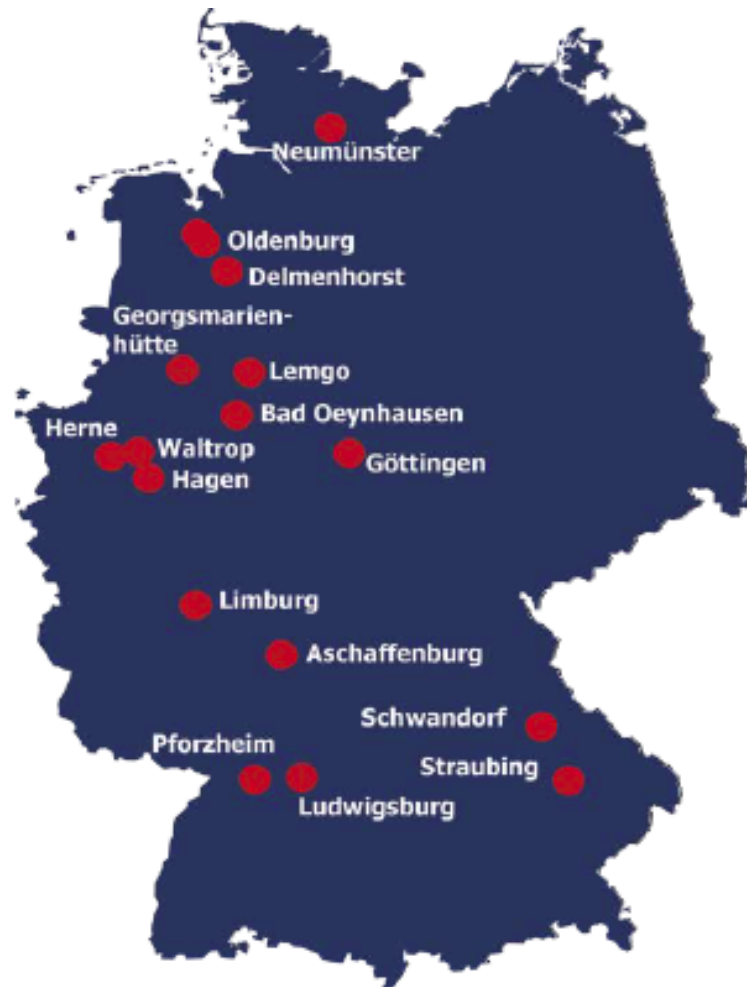 Neumünster
Oldenburg
Delmenhorst
Georgsmarien-
hütte
Lemgo
Bad Oeynhausen
Herne
Waltrop
Göttingen
Hagen
Limburg
Aschaffenburg
Schwandorf
Pforzheim
Straubing
Ludwigsburg